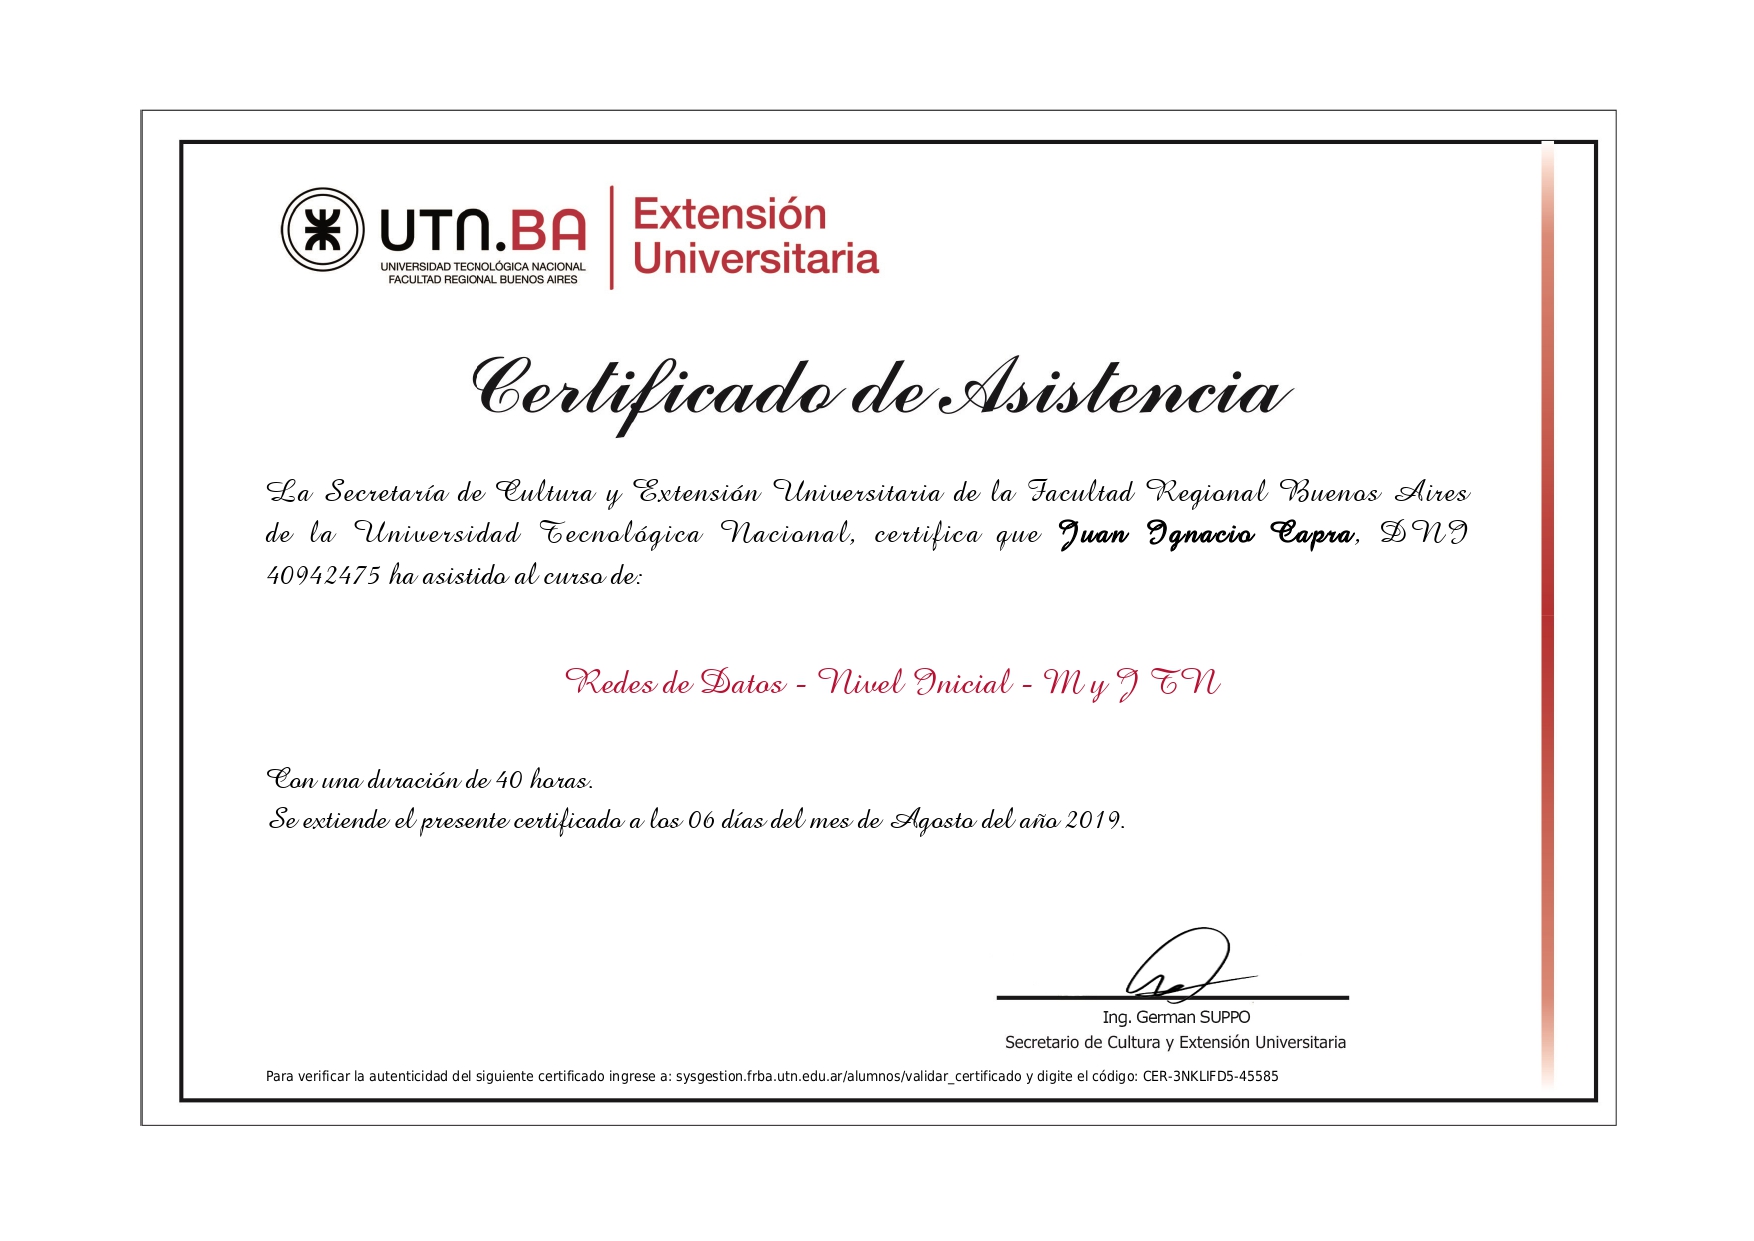 UTN.BA
UNIVERSIDAD TECNOLÓGICA NACIONAL
FACULTAD REGIONAL BUENOS AIRES
Extensión
Universitaria
Certificado de Asistencia
La Secretaría de Cultura y Extensión Universitaria de la Facultad Regional Buenos Aires
de la Universidad Tecnológica Nacional, certifica que Juan Ignacio Capra, DNI
40942475 ha asistido al curso de:
Redes de Datos - Nivel Inicial - M y J TN
Con una duración de 40 horas.
Se extiende el presente certificado a los 06 días del mes de Agosto del año 2019.
Ing. German SUPPO
Secretario de Cultura y Extensión Universitaria
Para verificar la autenticidad del siguiente certificado ingrese a: sysgestion.frba.utn.edu.ar/alumnos/validar_certificado y digite el código: CER-3NKLIFD5-45585